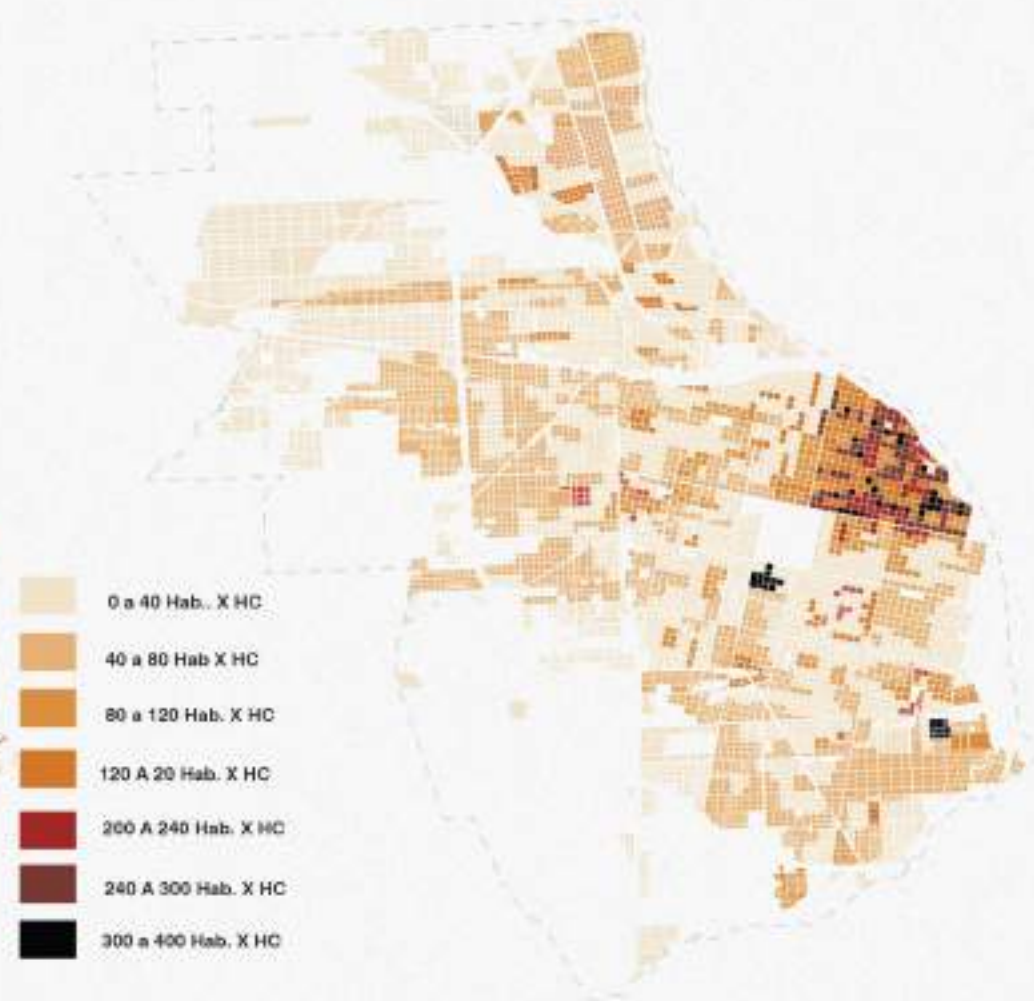 0 a 40 Hab.. X HC
40 a 80 Hab X HC
80 a 120 Hab. X HC
120 A 20 Hab. X HC
200 A 240 Hab. X HC
240 A 300 Hab. X HC
300 a 400 Hab. X HC